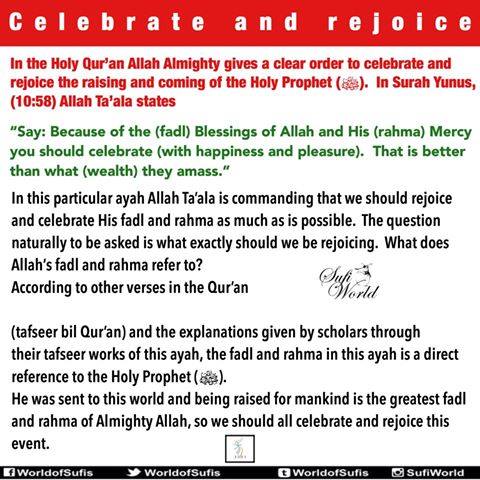 Celebrate and rejoice
In the Holy Qur'an Allah Almighty gives a clear order to celebrate and
rejoice the raising and coming of the Holy Prophet (ﷺ). In Surah Yunus,
(10:58) Allah Ta'ala states
"Say: Because of the (fadl) Blessings of Allah and His (rahma) Mercy
you should celebrate (with happiness and pleasure). That is better
than what (wealth) they amass."
In this particular ayah Allah Ta'ala is commanding that we should rejoice
and celebrate His fadl and rahma as much as is possible. The question
naturally to be asked is what exactly should we be rejoicing. What does
Allah's fadl and rahma refer to?
According to other verses in the Qur'an
Sufi
World
(tafseer bil Qur'an) and the explanations given by scholars through
their tafseer works of this ayah, the fadl and rahma in this ayah is a direct
reference to the Holy Prophet (ﷺ).
He was sent to this world and being raised for mankind is the greatest fadl
and rahma of Almighty Allah, so we should all celebrate and rejoice this
event.
WorldofSufis WorldofSufis WorldofSufis SufiWorld